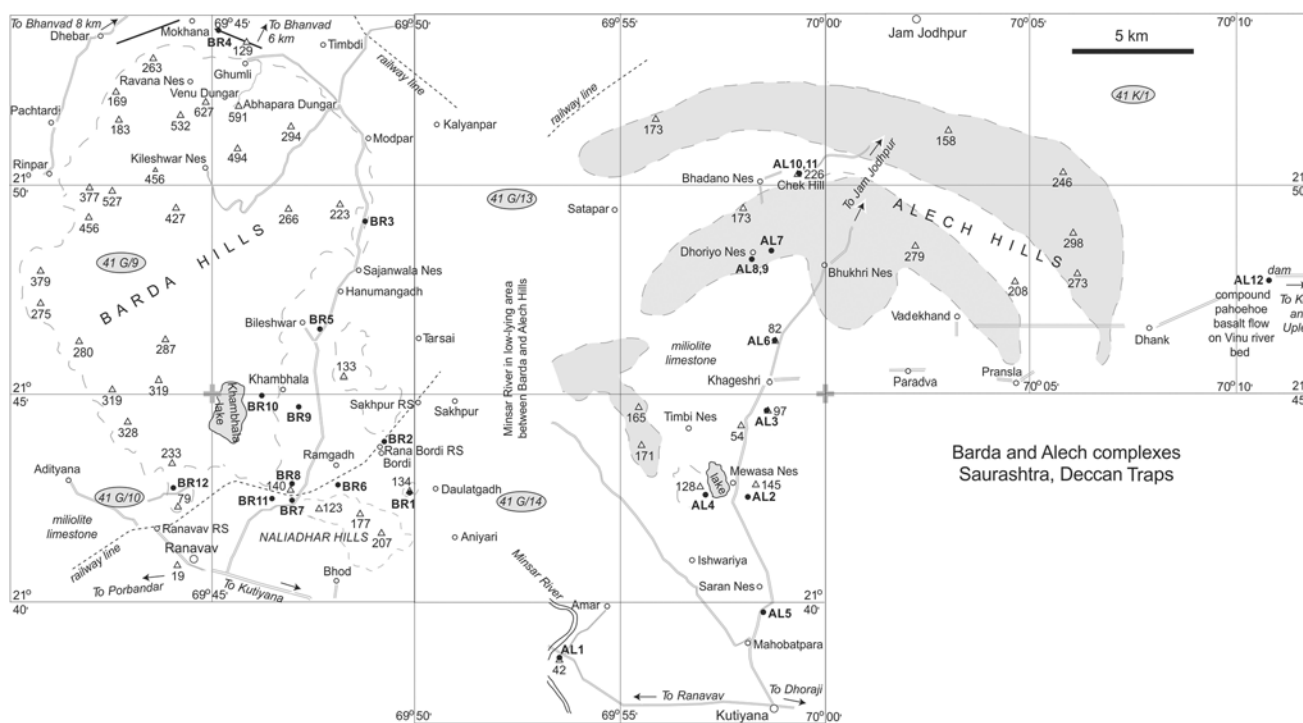 To Bhanvad 8 km
Dhebar
Mokhana
BR4
69° 45'
To Bhanvad
6 km
129
Timbdi
69° 50'
69° 55'
70° 00'
Jam Jodhpur
70° 05'
5 km
70° 10'
263
Ghumli
Ravana Nes
169
Venu Dungar
627
Abhapara Dungar
591
183
532
294
Pachtardi
railway line
Kalyanpar
railway line
173
158
41 K/1
Modpar
494
Kileshwar Nes
Rinpar
456
377
527
456
427
266
223
BR3
41 G/13
Satapar
Bhadano Nes
AL10,11
226
Chek Hill
To Jam Jodhpur
246
21° 50'
21° 50'
173
ALECH HILLS
298
41 G/9
BARDA HILLS
Dhoriyo Nes
AL7
AL8,9
Bhukhri Nes
279
208
273
379
275
Sajanwala Nes
Hanumangadh
Bileshwar
BR5
Tarsai
280
287
133
319
319
Khambhala
Khambhala
lake
BR10
BR9
Sakhpur RS
Sakhpur
Minsar River in low-lying area
between Barda and Alech Hills
82
AL6
miliolite
limestone
Khageshri
Vadekhand
Paradva
Pransla
Dhank
AL12
dam
compound
pahoehoe
basalt flow
on Vinu river
bed
21° 45'
21° 45'
328
165
171
Timbi Nes
AL3
97
54
Barda and Alech complexes
Saurashtra, Deccan Traps
233
Adityana
BR12
79
41 G/10
Ramgadh
BR2
Rana Bordi RS
Bordi
BR8
140
BR6
134
BR1
Daulatgadh
41 G/14
128
AL4
lake
Mewasa Nes
145
AL2
BR11
BR7
123
177
NALIADHAR HILLS
207
Aniyari
miliolite
limestone
Ranavav RS
Ranavav
railway line
19
To Porbandar
To Kutiyana
69° 45'
Bhod
Minsar River
Ishwariya
Saran Nes
21° 40'
21° 40'
Amar
AL5
AL1
42
Mahobatpara
To Ranavav
To Dhoraji
Kutiyana
69° 50'
69° 55'
70° 00'